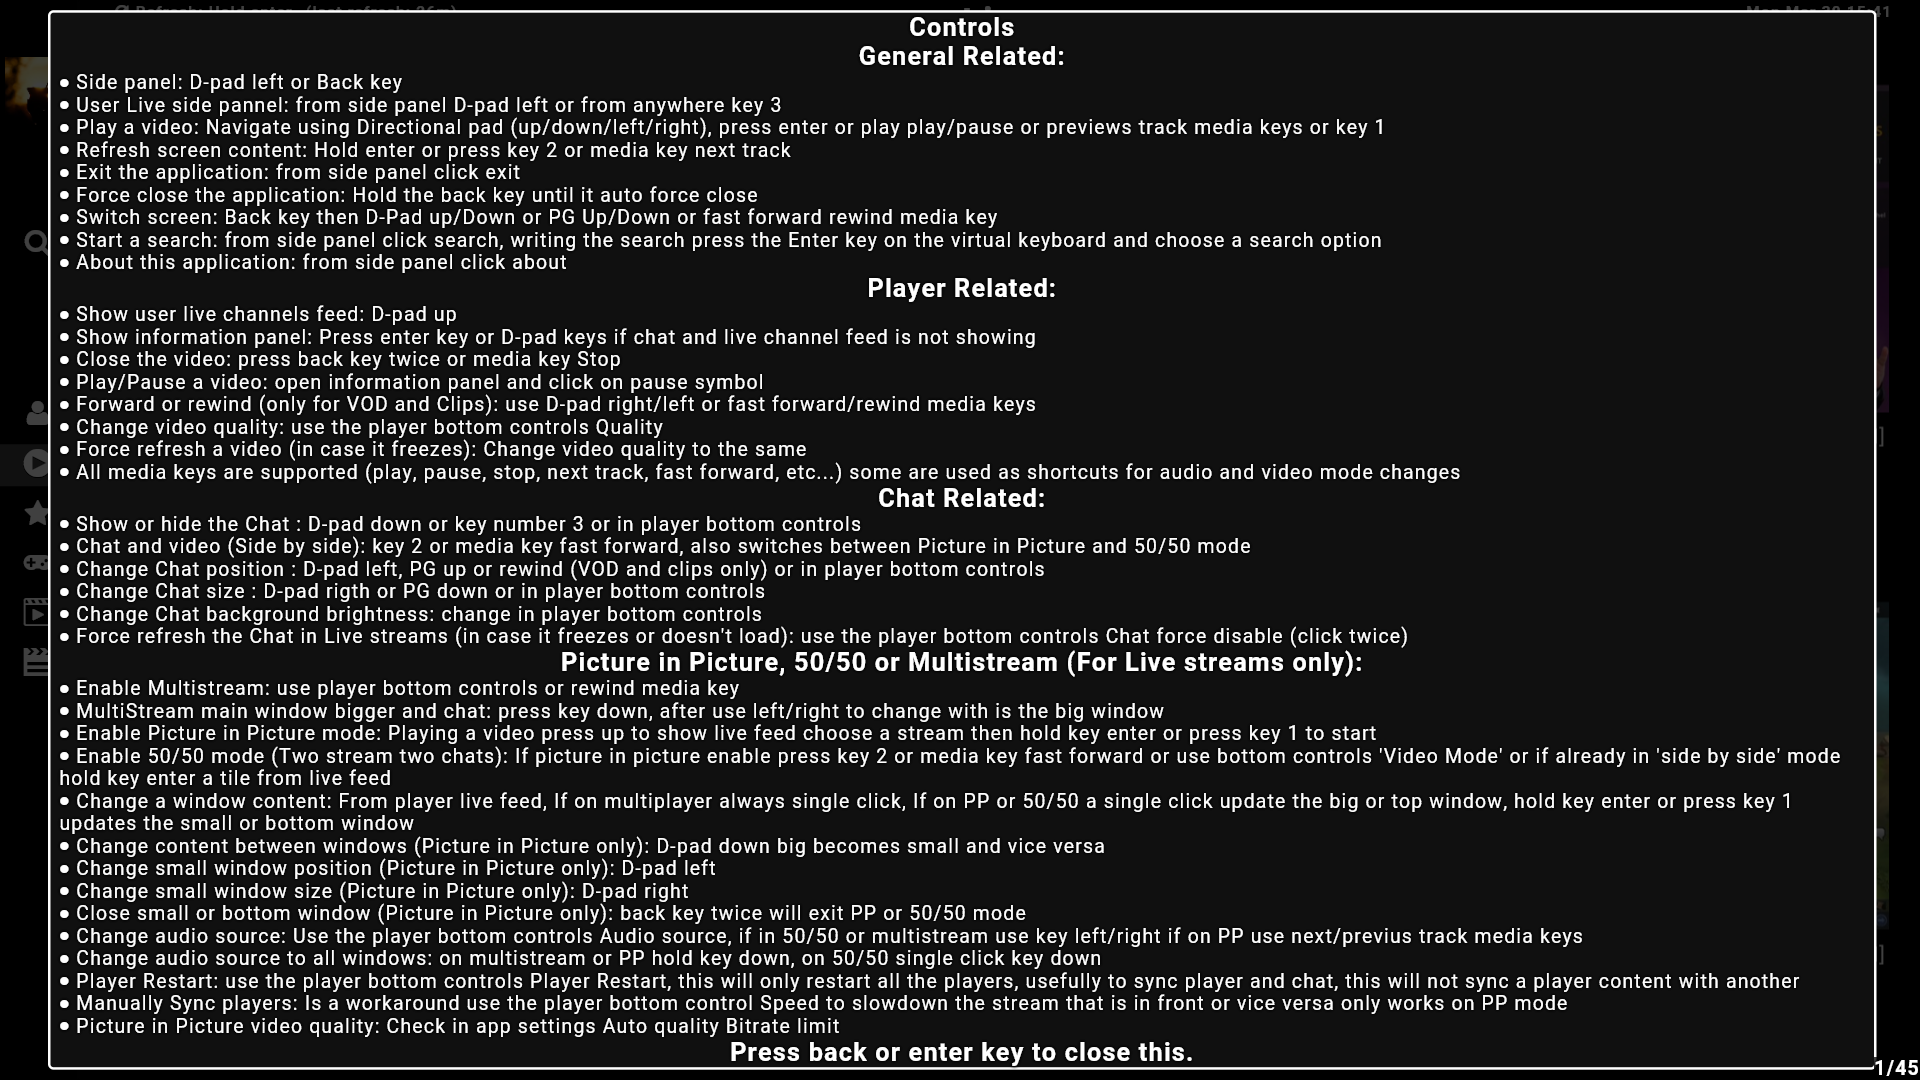 Controls
General Related:
● Side panel: D-pad left or Back key
● User Live side pannel: from side panel D-pad left or from anywhere key 3
● Play a video: Navigate using Directional pad (up/down/left/right), press enter or play play/pause or previews track media keys or key 1
● Refresh screen content: Hold enter or press key 2 or media key next track
● Exit the application: from side panel click exit
● Force close the application: Hold the back key until it auto force close
● Switch screen: Back key then D-Pad up/Down or PG Up/Down or fast forward rewind media key
● Start a search: from side panel click search, writing the search press the Enter key on the virtual keyboard and choose a search option
● About this application: from side panel click about
Player Related:
● Show user live channels feed: D-pad up
● Show information panel: Press enter key or D-pad keys if chat and live channel feed is not showing
● Close the video: press back key twice or media key Stop
● Play/Pause a video: open information panel and click on pause symbol
● Forward or rewind (only for VOD and Clips): use D-pad right/left or fast forward/rewind media keys
● Change video quality: use the player bottom controls Quality
● Force refresh a video (in case it freezes): Change video quality to the same
● All media keys are supported (play, pause, stop, next track, fast forward, etc...) some are used as shortcuts for audio and video mode changes
Chat Related:
● Show or hide the Chat : D-pad down or key number 3 or in player bottom controls
● Chat and video (Side by side): key 2 or media key fast forward, also switches between Picture in Picture and 50/50 mode
● Change Chat position : D-pad left, PG up or rewind (VOD and clips only) or in player bottom controls
● Change Chat size : D-pad rigth or PG down or in player bottom controls
● Change Chat background brightness: change in player bottom controls
● Force refresh the Chat in Live streams (in case it freezes or doesn't load): use the player bottom controls Chat force disable (click twice)
Picture in Picture, 50/50 or Multistream (For Live streams only):
● Enable Multistream: use player bottom controls or rewind media key
● MultiStream main window bigger and chat: press key down, after use left/right to change with is the big window
● Enable Picture in Picture mode: Playing a video press up to show live feed choose a stream then hold key enter or press key 1 to start
● Enable 50/50 mode (Two stream two chats): If picture in picture enable press key 2 or media key fast forward or use bottom controls 'Video Mode' or if already in 'side by side' mode
hold key enter a tile from live feed
● Change a window content: From player live feed, If on multiplayer always single click, If on PP or 50/50 a single click update the big or top window, hold key enter or press key 1
updates the small or bottom window
● Change content between windows (Picture in Picture only): D-pad down big becomes small and vice versa
● Change small window position (Picture in Picture only): D-pad left
● Change small window size (Picture in Picture only): D-pad right
● Close small or bottom window (Picture in Picture only): back key twice will exit PP or 50/50 mode
● Change audio source: Use the player bottom controls Audio source, if in 50/50 or multistream use key left/right if on PP use next/previus track media keys
● Change audio source to all windows: on multistream or PP hold key down, on 50/50 single click key down
● Player Restart: use the player bottom controls Player Restart, this will only restart all the players, usefully to sync player and chat, this will not sync a player content with another
● Manually Sync players: Is a workaround use the player bottom control Speed to slowdown the stream that is in front or vice versa only works on PP mode
● Picture in Picture video quality: Check in app settings Auto quality Bitrate limit
Press back or enter key to close this.
1/45